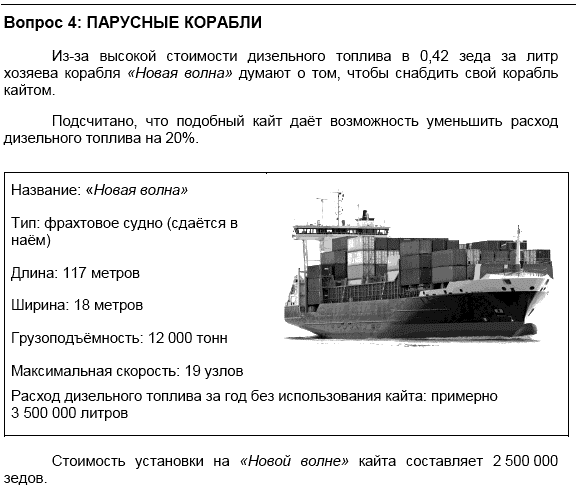 Вопрос 4: ПАРУСНЫЕ КОРАБЛИ
Из-за высокой стоимости дизельного топлива в 0,42 зеда за литр
хозяева корабля «Новая волна» думают о том, чтобы снабдить свой корабль
кайтом.
Подсчитано, что подобный кайт даёт возможность уменьшить расход
дизельного топлива на 20%.
Название: «Новая волна»
Тип: фрахтовое судно (сдаётся в
наём)
Длина: 117 метров
Ширина: 18 метров
Грузоподъёмность: 12 000 тонн
Максимальная скорость: 19 узлов
Расход дизельного топлива за год без использования кайта: примерно
3 500 000 литров
Стоимость установки на «Новой волне» кайта составляет 2 500 000
зедов.